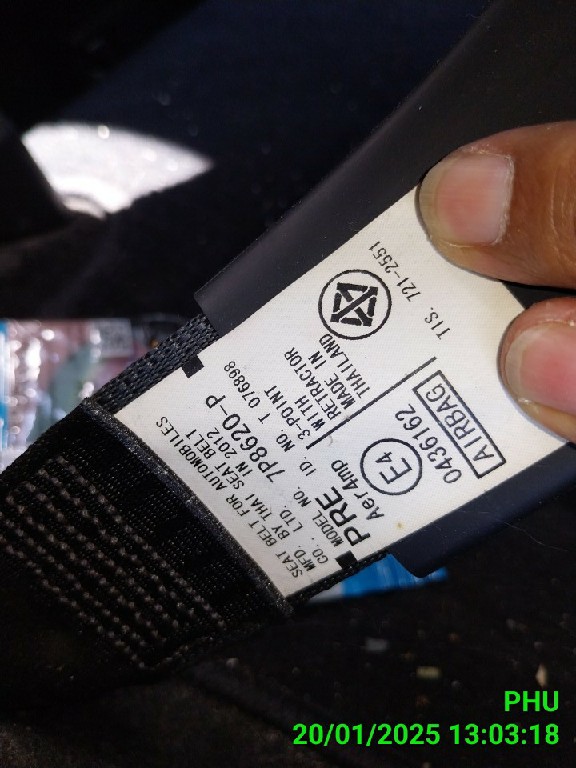 SEAT BELT FOR AUTOMOBILES
MFD. BY THAI SEAT BELT
CO., LTD. IN 2012
MODEL NO. 7P8620-P
PRE ID. NO T 076898
Aer4mp 3-POINT
WITH
RETRACTOR
MADE IN
THAILAND
E4
0436162
AIRBAG
TIS. 721-2551
PHU
20/01/2025 13:03:18